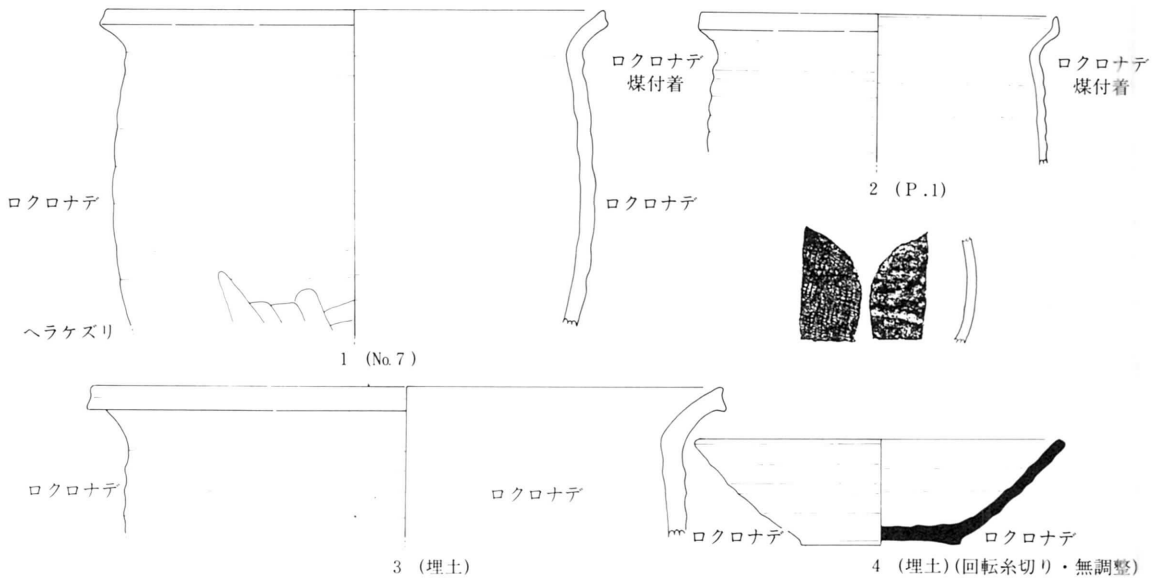 ロクロナデ
ヘラケズリ
ロクロナデ
1 (No.7)
ロクロナデ
煤付着
ロクロナデ
煤付着
2 (P.1)
ロクロナデ
ロクロナデ
3 (埋土)
ロクロナデ
ロクロナデ
4 (埋土)(回転糸切り・無調整)